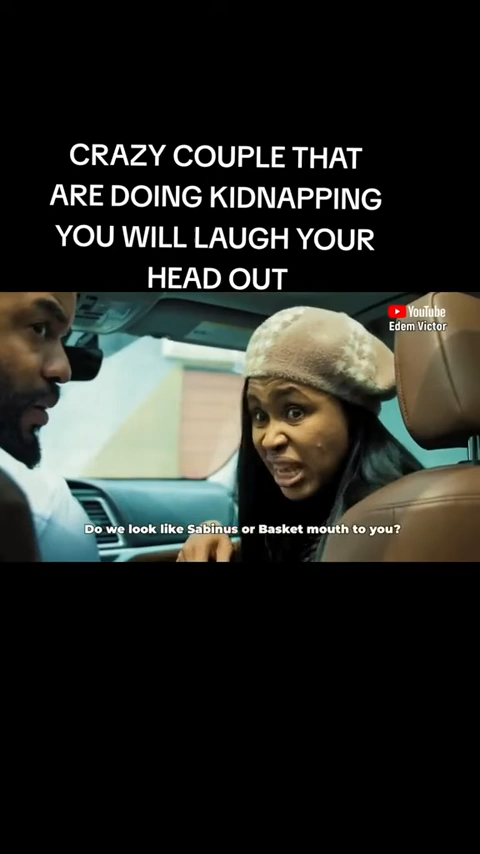 CRAZY COUPLE THAT
ARE DOING KIDNAPPING
YOU WILL LAUGH YOUR
HEAD OUT
YouTube
Edem Victor
Do we look like Sabinus or Basket mouth to you?